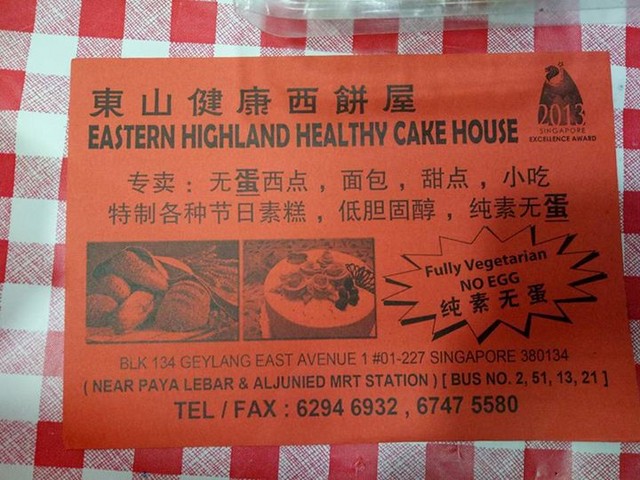 東山健康西餅屋
EASTERN HIGHLAND HEALTHY CAKE HOUSE
2013
SINGAPORE
EXCELLENCE AWARD
专卖：无蛋西点，面包，甜点，小吃
特制各种节日素糕，低胆固醇，纯素无蛋
Fully Vegetarian
NO EGG
纯素无蛋
BLK 134 GEYLANG EAST AVENUE 1 #01-227 SINGAPORE 380134
( NEAR PAYA LEBAR & ALJUNIED MRT STATION ) [ BUS NO. 2, 51, 13, 21 ]
TEL / FAX : 6294 6932 , 6747 5580